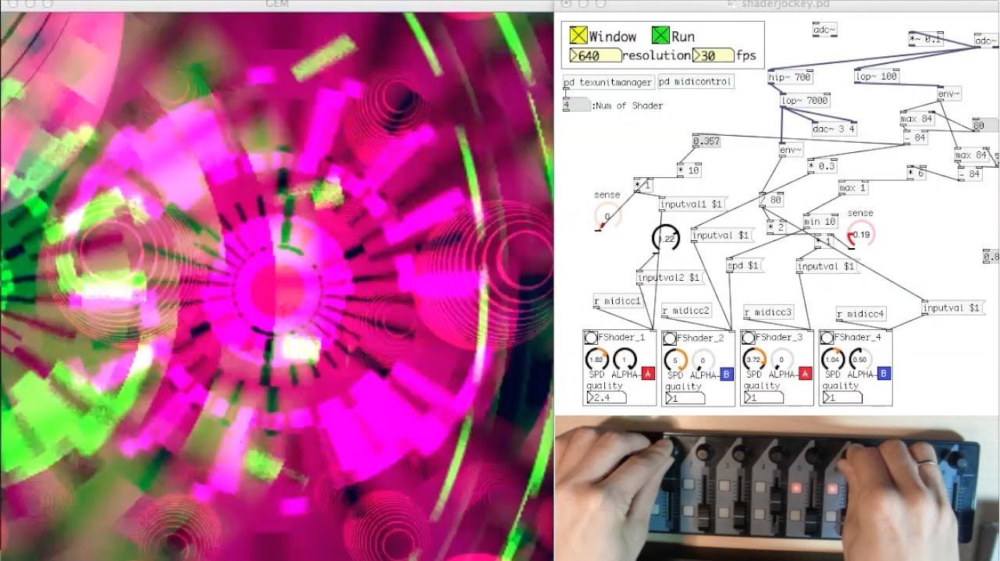 GEM
shaderjockey.pd
Window Run
640 resolution 30 fps
pd texunitmanager pd midicontrol
4 :Num of Shader
adc~
*~ 0.1
adc~
hip~ 700
lop~ 100
lop~ 7000
env~
dac~ 3 4
max 84
80
- 84
0.357
env~
max 84
* 10
* 0.3
* 6
- 84
* 1
max 1
sense
0
inputval1 $1
/ 80
sense
1.22
inputval $1
* 2
min 10
0.19
* 1
spd $1
inputval $1
inputval2 $1
r midicc1
r midicc2
r midicc3
r midicc4
inputval $1
FShader_1
1.82 1
SPD ALPHA A
quality
2.4
FShader_2
5 0
SPD ALPHA B
quality
1
FShader_3
3.72 0
SPD ALPHA A
quality
1
FShader_4
1.04 0.50
SPD ALPHA B
quality
1